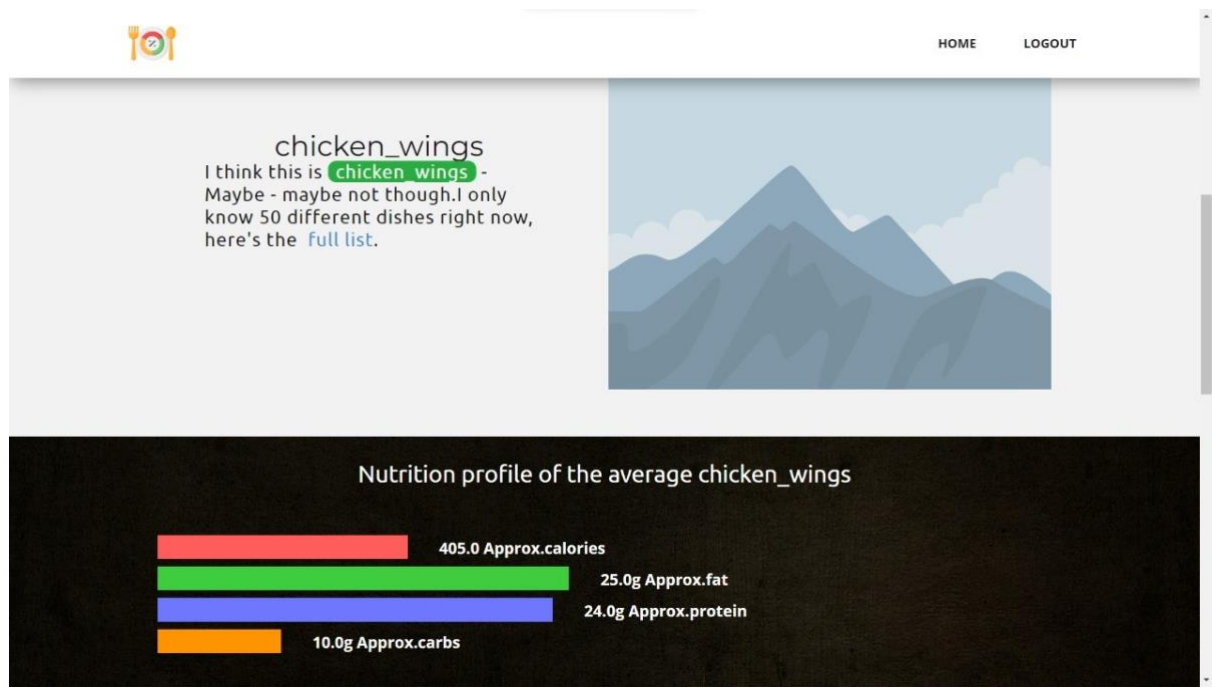 HOME LOGOUT
chicken_wings
I think this is chicken_wings -
Maybe - maybe not though.I only
know 50 different dishes right now,
here's the full list.
Nutrition profile of the average chicken_wings
405.0 Approx.calories
25.0g Approx.fat
24.0g Approx.protein
10.0g Approx.carbs